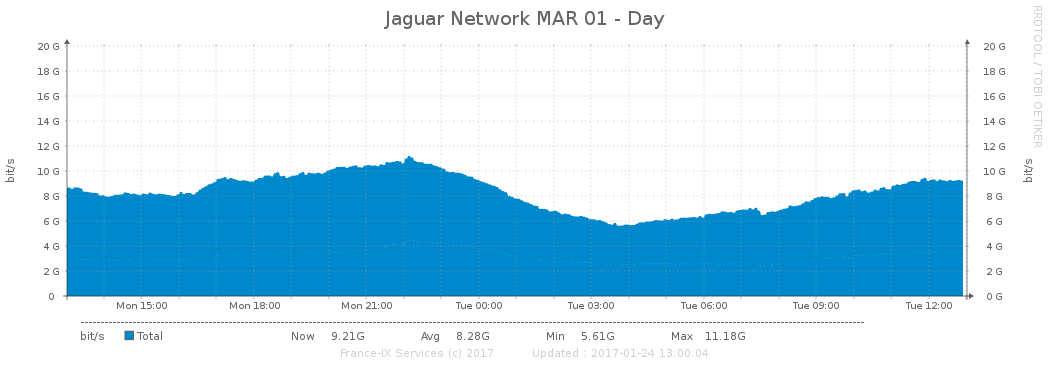 Jaguar Network MAR 01 - Day
RRDTOOL / TOBI OETIKER
bit/s
20 G 20 G
18 G 18 G
16 G 16 G
14 G 14 G
12 G 12 G
10 G 10 G
8 G 8 G
6 G 6 G
4 G 4 G
2 G 2 G
0 0 G
bit/s
Mon 15:00 Mon 18:00 Mon 21:00 Tue 00:00 Tue 03:00 Tue 06:00 Tue 09:00 Tue 12:00
bit/s Total Now 9.21G Avg 8.28G Min 5.61G Max 11.18G
France-IX Services (c) 2017 Updated : 2017-01-24 13:00:04